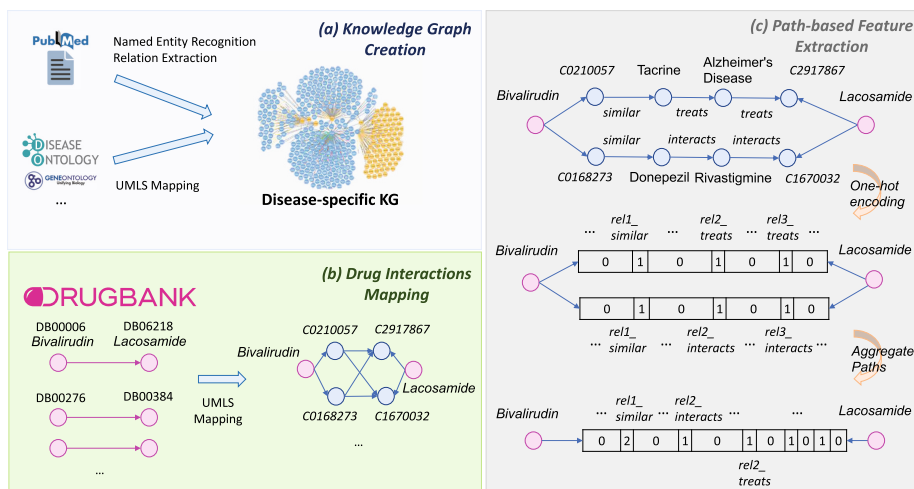 (a) Knowledge Graph
Creation
PubMed
Named Entity Recognition
Relation Extraction
DISEASE
ONTOLOGY
GENEONTOLOGY
Unifying Biology
...
UMLS Mapping
Disease-specific KG
(b) Drug Interactions
Mapping
DRUGBANK
DB00006
Bivalirudin
DB06218
Lacosamide
DB00276
DB00384
...
UMLS
Mapping
Bivalirudin
C0210057
C2917867
Lacosamide
C0168273
C1670032
...
(c) Path-based Feature
Extraction
C0210057
Tacrine
Alzheimer's
Disease
C2917867
Bivalirudin
Lacosamide
similar
treats
treats
similar
interacts
interacts
C0168273
Donepezil
Rivastigmine
C1670032
One-hot
encoding
... rel1_ similar ... rel2_ treats ... rel3_ treats ...
Bivalirudin
Lacosamide
0 1 0 1 0 1 0
0 1 0 1 0 1 0
... rel1_ similar ... rel2_ interacts ... rel3_ interacts ...
Aggregate
Paths
Bivalirudin
... rel1_ similar ... rel2_ interacts ... ...
Lacosamide
0 2 0 1 0 1 0 1 0 1 0
rel2_
treats